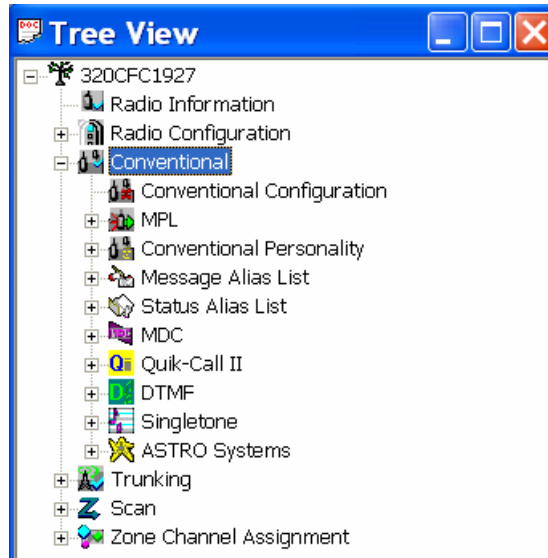 Tree View
320CFC1927
Radio Information
Radio Configuration
Conventional
Conventional Configuration
MPL
Conventional Personality
Message Alias List
Status Alias List
MDC
Quik-Call II
DTMF
Singletone
ASTRO Systems
Trunking
Scan
Zone Channel Assignment